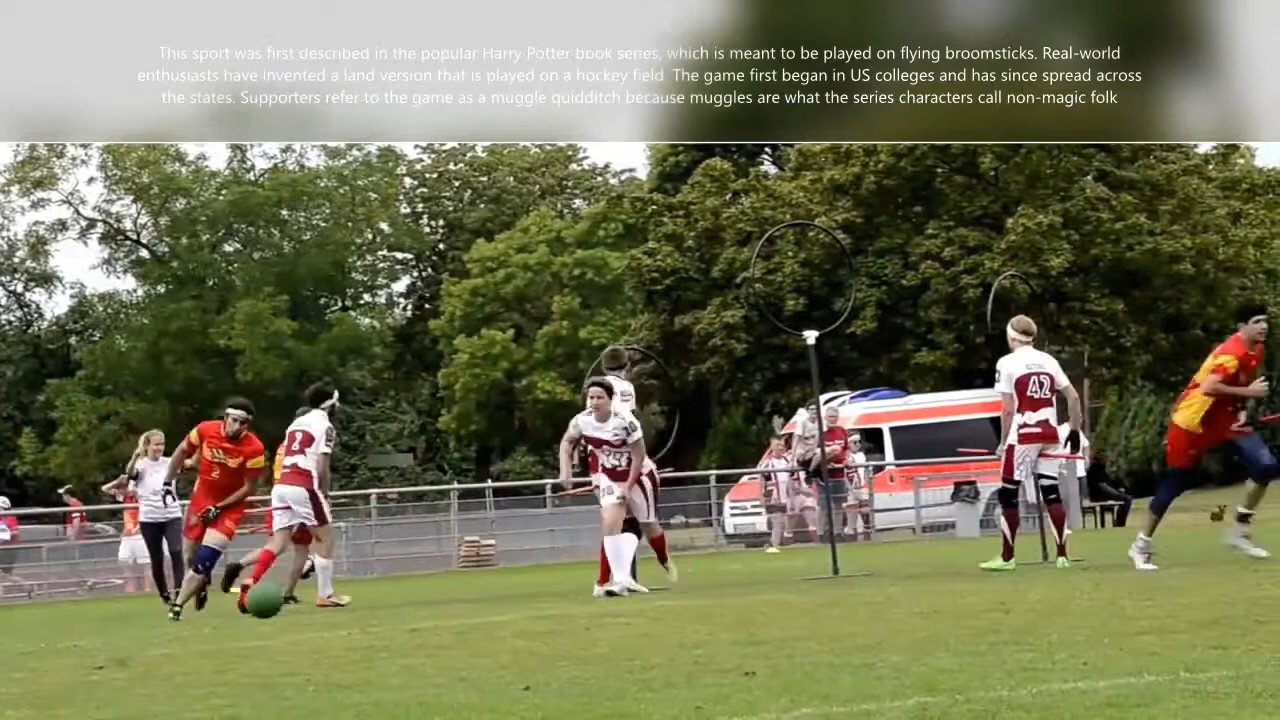 This sport was first described in the popular Harry Potter book series, which is meant to be played on flying broomsticks. Real-world
enthusiasts have invented a land version that is played on a hockey field. The game first began in US colleges and has since spread across
the states. Supporters refer to the game as a muggle quidditch because muggles are what the series characters call non-magic folk
2
42